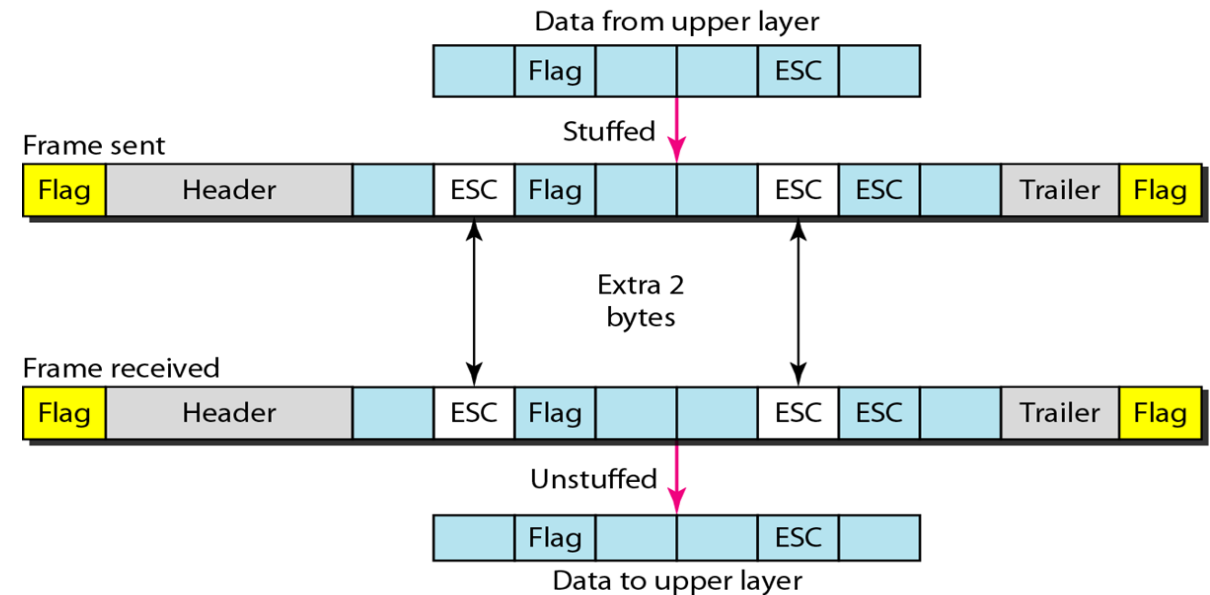 Data from upper layer
Flag ESC
Stuffed
Frame sent
Flag Header ESC Flag ESC ESC Trailer Flag
Extra 2
bytes
Frame received
Flag Header ESC Flag ESC ESC Trailer Flag
Unstuffed
Flag ESC
Data to upper layer